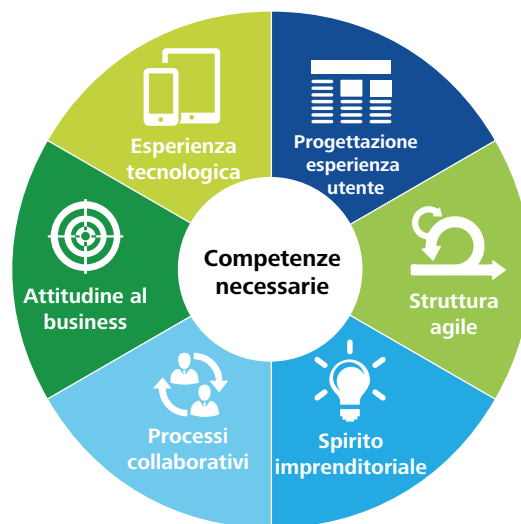 Esperienza
tecnologica
Progettazione
esperienza
utente
Attitudine al
business
Competenze
necessarie
Struttura
agile
Processi
collaborativi
Spirito
imprenditoriale